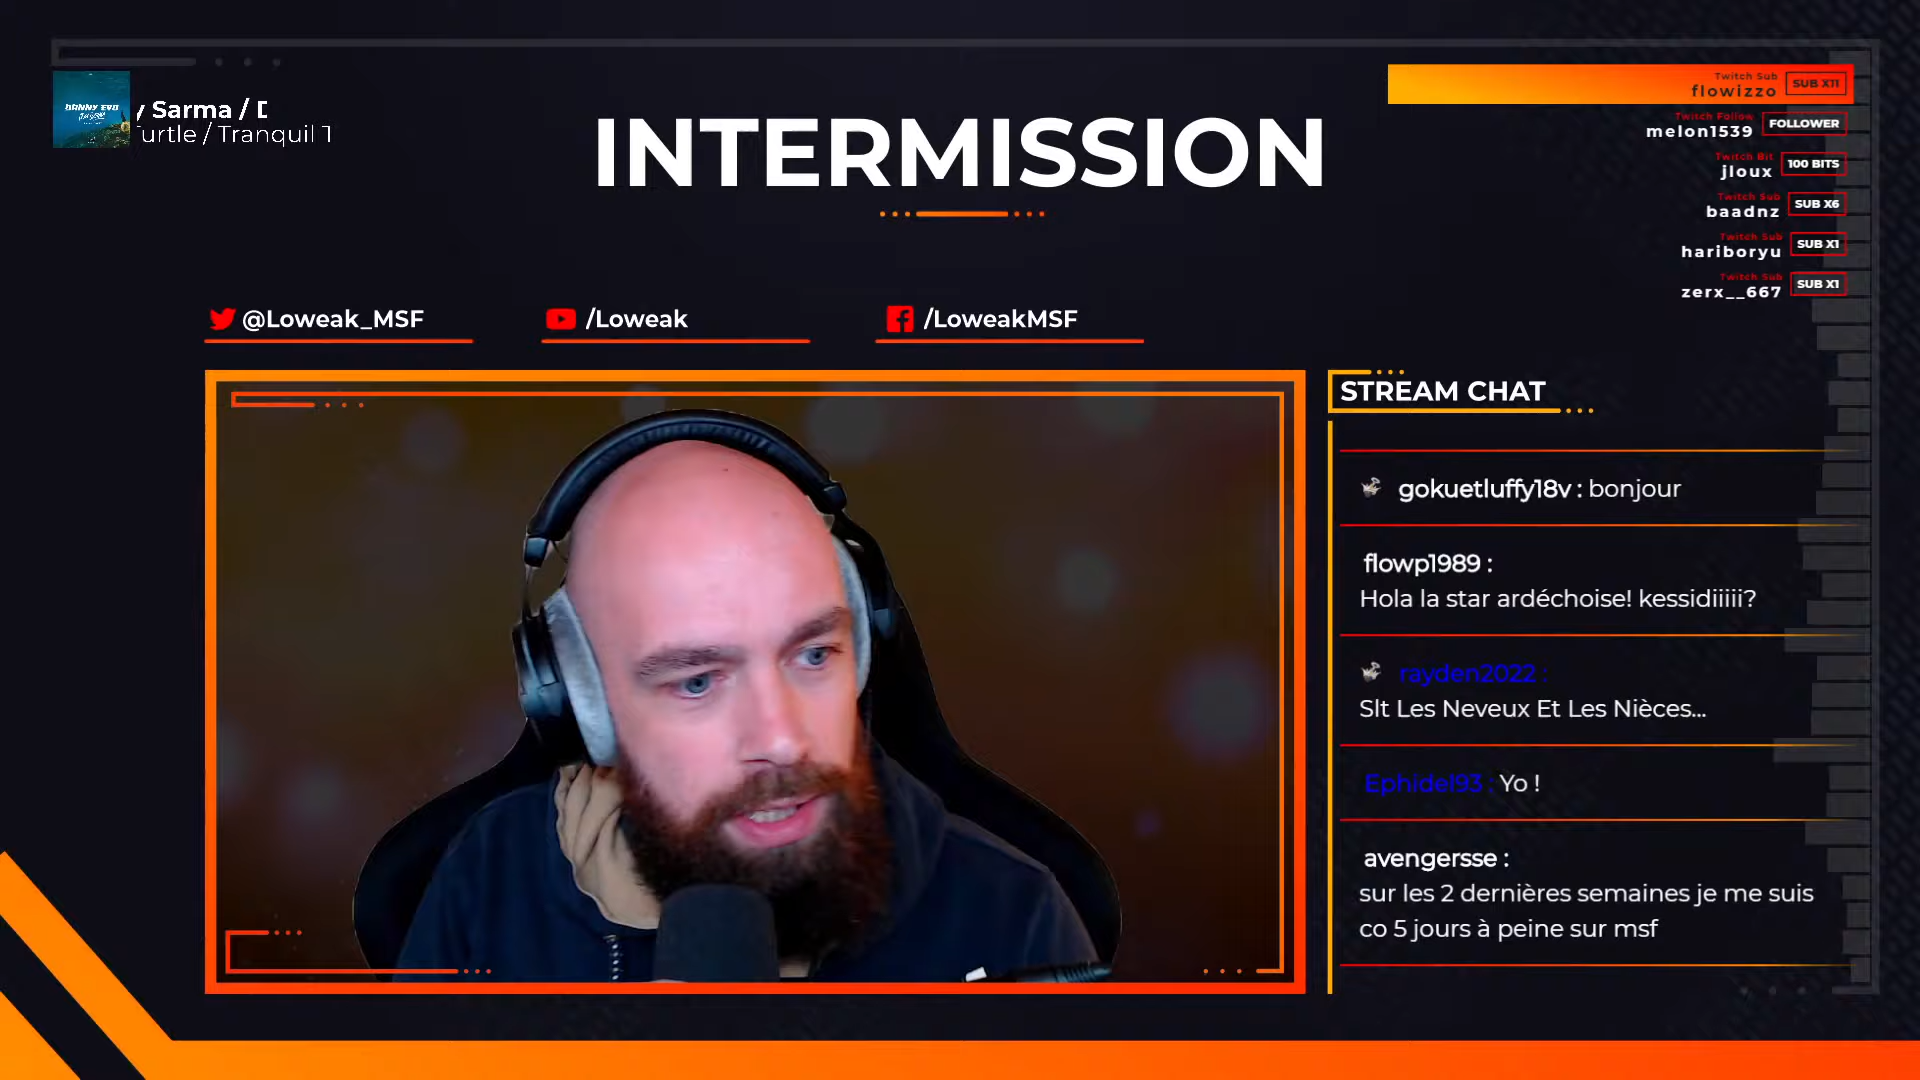 DANNY EVO
y Sarma / D
urtle / Tranquil T
INTERMISSION
Twitch Sub
flowizzo
SUB X11
Twitch Follow
melon1539
FOLLOWER
Twitch Bit
jloux
100 BITS
Twitch Sub
baadnz
SUB X6
Twitch Sub
hariboryu
SUB X1
Twitch Sub
zerx__667
SUB X1
@Loweak_MSF
/Loweak
/LoweakMSF
STREAM CHAT
gokuetluffy18v : bonjour
flowp1989 :
Hola la star ardéchoise! kessidiiiii?
rayden2022 :
Slt Les Neveux Et Les Nièces...
Ephidel93 : Yo !
avengersse :
sur les 2 dernières semaines je me suis
co 5 jours à peine sur msf